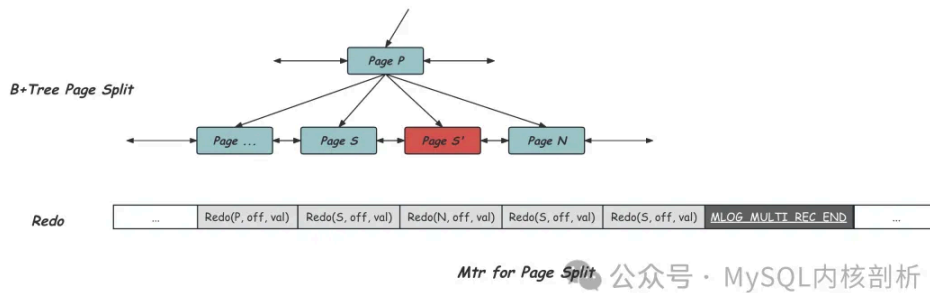 Page P
B+Tree Page Split
Page ... Page S Page S' Page N
Redo ... Redo(P, off, val) Redo(S, off, val) Redo(N, off, val) Redo(S, off, val) Redo(S, off, val) MLOG_MULTI_REC_END ...
Mtr for Page Split
公众号 · MySQL内核剖析